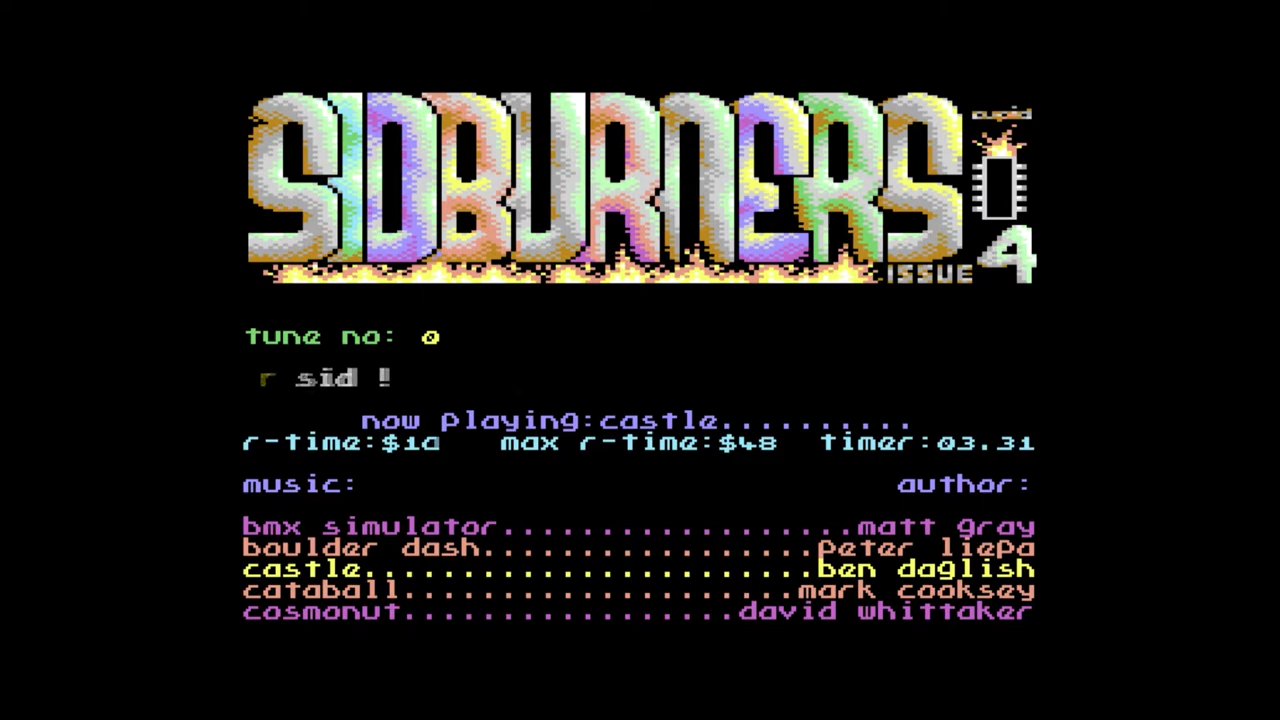 SIDBURNERS
cupid
ISSUE 4
tune no: 0
r sid !
now playing:castle..........
r-time:$1a max r-time:$48 timer:03.31
music: author:
bmx simulator..................matt gray
boulder dash.................peter liepa
castle.......................ben daglish
cataball....................mark cooksey
cosmonut.................david whittaker